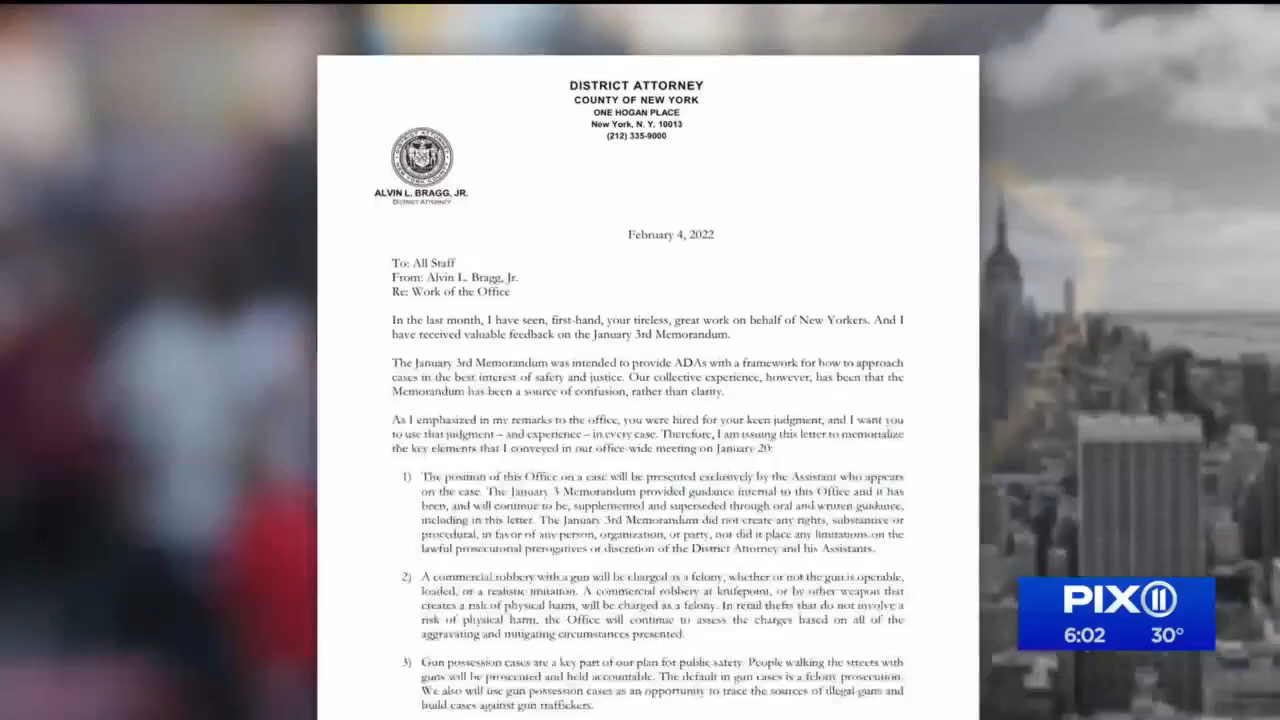 DISTRICT ATTORNEY
COUNTY OF NEW YORK
ONE HOGAN PLACE
New York, N. Y. 10013
(212) 335-9000
DISTRICT ATTORNEY
NEW YORK COUNTY
ALVIN L. BRAGG, JR.
DISTRICT ATTORNEY
February 4, 2022
To: All Staff
From: Alvin L. Bragg, Jr.
Re: Work of the Office
In the last month, I have seen, first-hand, your tireless, great work on behalf of New Yorkers. And I
have received valuable feedback on the January 3rd Memorandum.
The January 3rd Memorandum was intended to provide ADAs with a framework for how to approach
cases in the best interest of safety and justice. Our collective experience, however, has been that the
Memorandum has been a source of confusion, rather than clarity.
As I emphasized in my remarks to the office, you were hired for your keen judgment, and I want you
to use that judgment – and experience – in every case. Therefore, I am issuing this letter to memorialize
the key elements that I conveyed in our office-wide meeting on January 20:
1) The position of this Office on a case will be presented exclusively by the Assistant who appears
on the case. The January 3 Memorandum provided guidance internal to this Office and it has
been, and will continue to be, supplemented and superseded through oral and written guidance,
including in this letter. The January 3rd Memorandum did not create any rights, substantive or
procedural, in favor of any person, organization, or party, nor did it place any limitations on the
lawful prosecutorial prerogatives or discretion of the District Attorney and his Assistants.
2) A commercial robbery with a gun will be charged as a felony, whether or not the gun is operable,
loaded, or a realistic imitation. A commercial robbery at knifepoint, or by other weapon that
creates a risk of physical harm, will be charged as a felony. In retail thefts that do not involve a
risk of physical harm, the Office will continue to assess the charges based on all of the
aggravating and mitigating circumstances presented.
3) Gun possession cases are a key part of our plan for public safety. People walking the streets with
guns will be prosecuted and held accountable. The default in gun cases is a felony prosecution.
We also will use gun possession cases as an opportunity to trace the sources of illegal guns and
build cases against gun traffickers.
PIX 11
6:02 30°